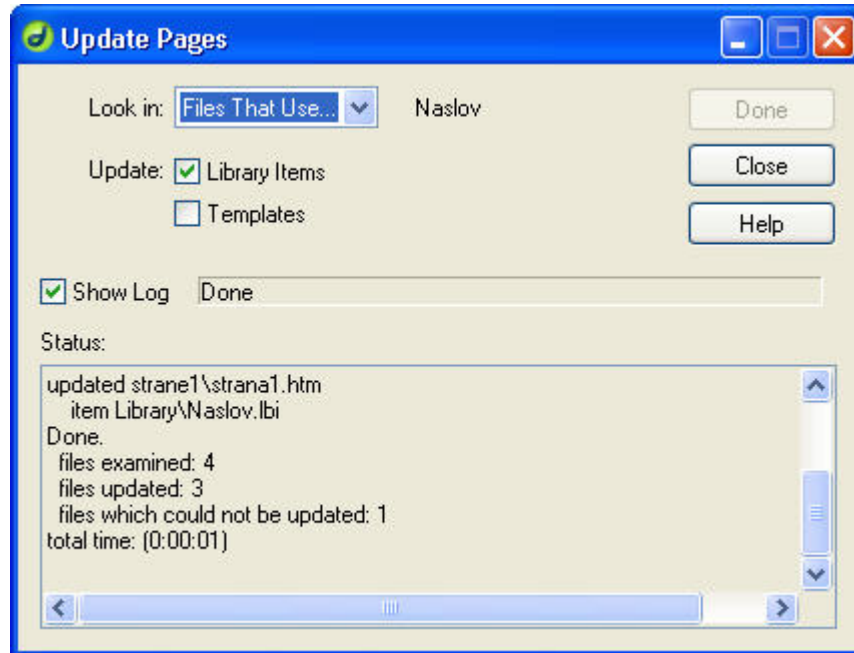 Update Pages
Look in: Files That Use... Naslov
Done
Update: Library Items
Close
Templates
Help
Show Log Done
Status:
updated strane1\strana1.htm
item Library\Naslov.lbi
Done.
files examined: 4
files updated: 3
files which could not be updated: 1
total time: (0:00:01)